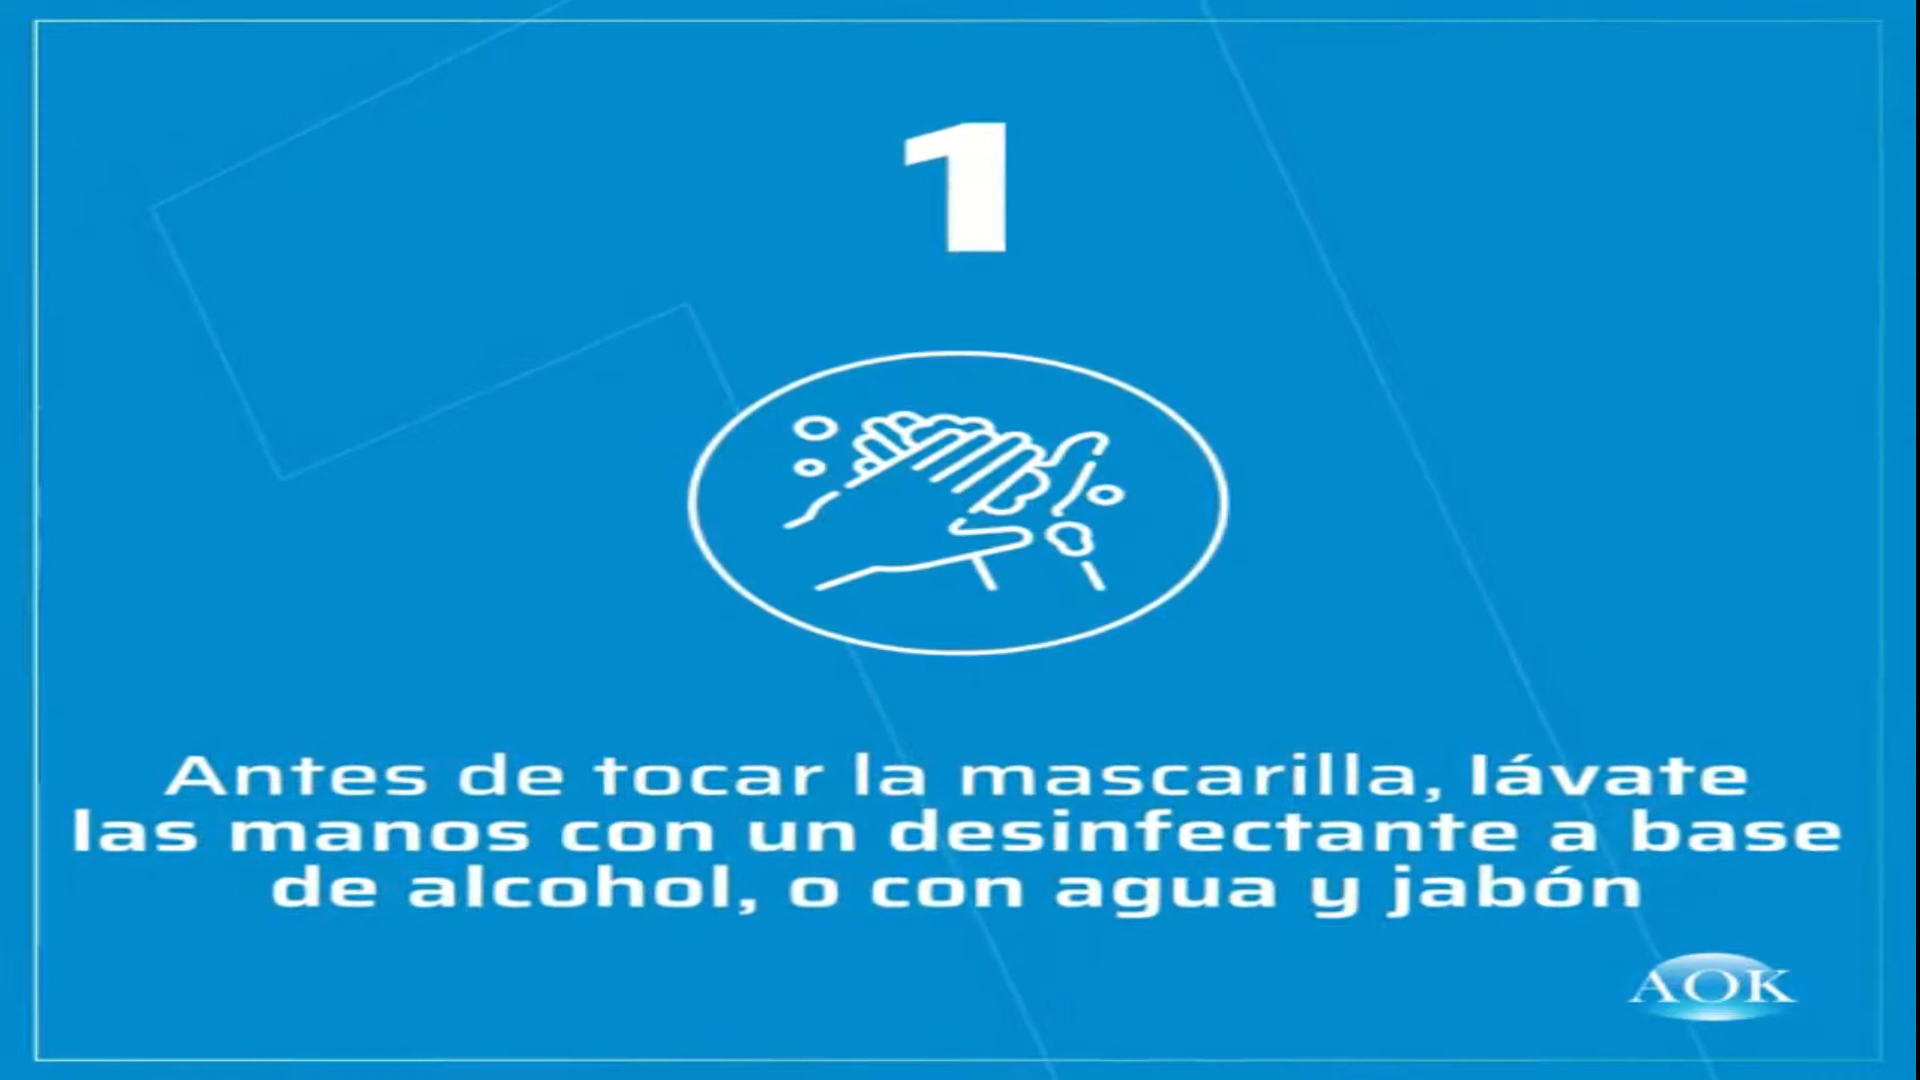 1
Antes de tocar la mascarilla, lávate
las manos con un desinfectante a base
de alcohol, o con agua y jabón
AOK